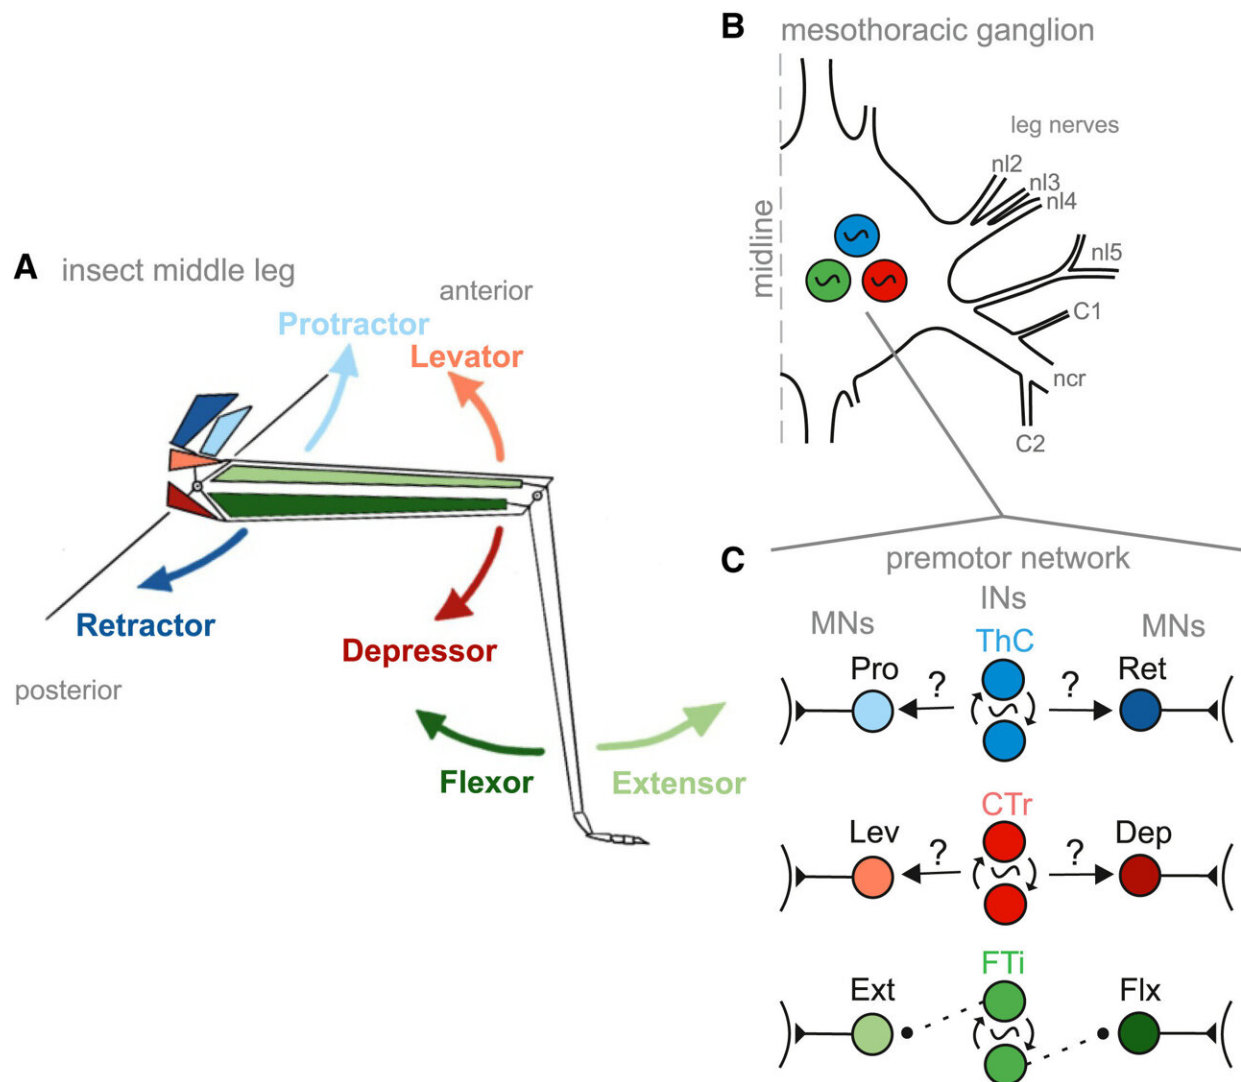 B mesothoracic ganglion
leg nerves
nl2
nl3
nl4
midline
nl5
C1
ncr
C2
A insect middle leg
anterior
Protractor
Levator
Retractor
Depressor
posterior
Flexor
Extensor
C premotor network
INs
MNs
MNs
ThC
Pro
?
?
Ret
CTr
Lev
?
?
Dep
FTi
Ext
Flx